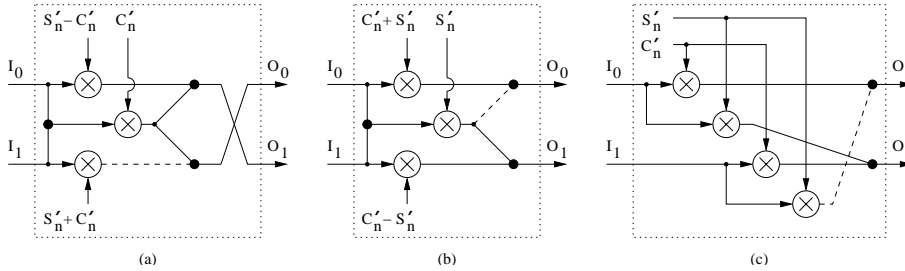 S′n − C′n C′n
I0 O0
I1 O1
S′n + C′n
(a)
C′n + S′n S′n
I0 O0
I1 O1
C′n − S′n
(b)
S′n
C′n
I0 O
I1 O
(c)